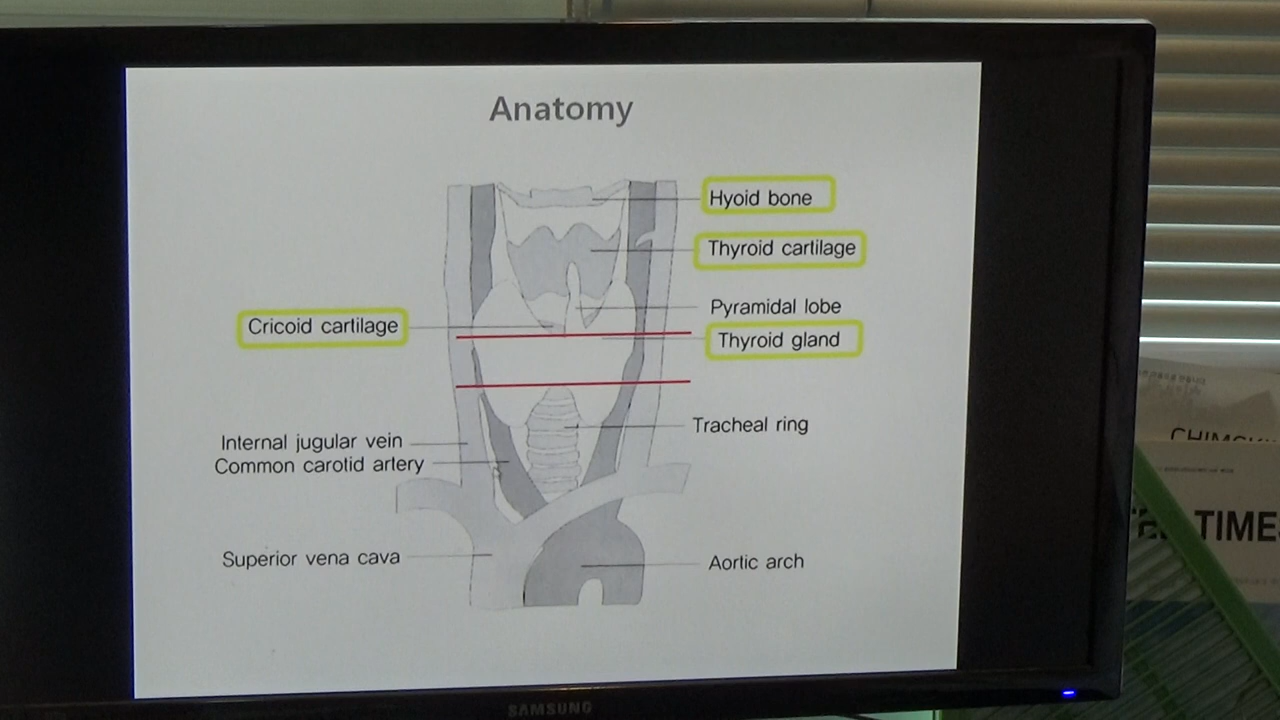 Anatomy
Hyoid bone
Thyroid cartilage
Pyramidal lobe
Cricoid cartilage
Thyroid gland
Tracheal ring
Internal jugular vein
Common carotid artery
Superior vena cava
Aortic arch
SAMSUNG
TIMES